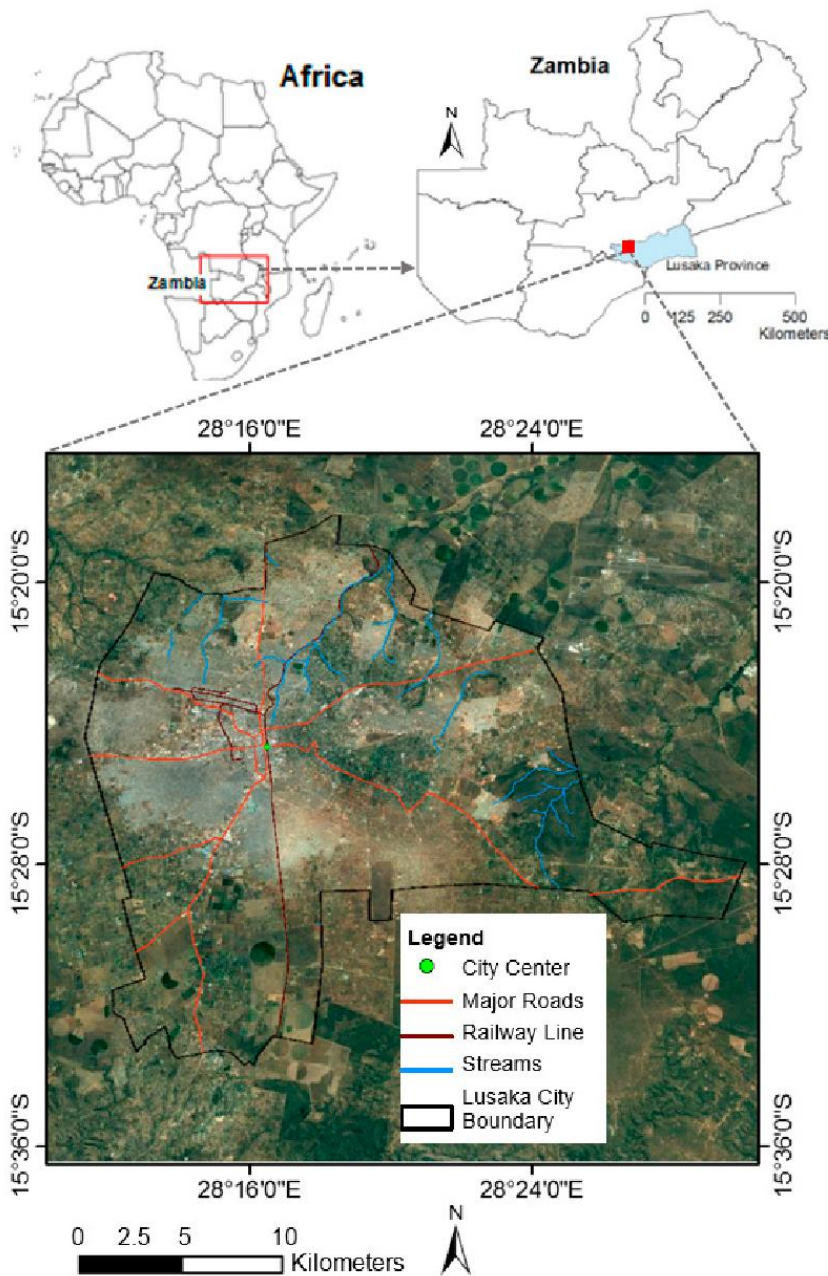 Africa
Zambia
Zambia
N
Lusaka Province
0 125 250 500
Kilometers
28°16'0"E
28°24'0"E
15°20'0"S
15°20'0"S
15°28'0"S
15°28'0"S
15°36'0"S
15°36'0"S
Legend
City Center
Major Roads
Railway Line
Streams
Lusaka City
Boundary
28°16'0"E
28°24'0"E
0 2.5 5 10
Kilometers
N